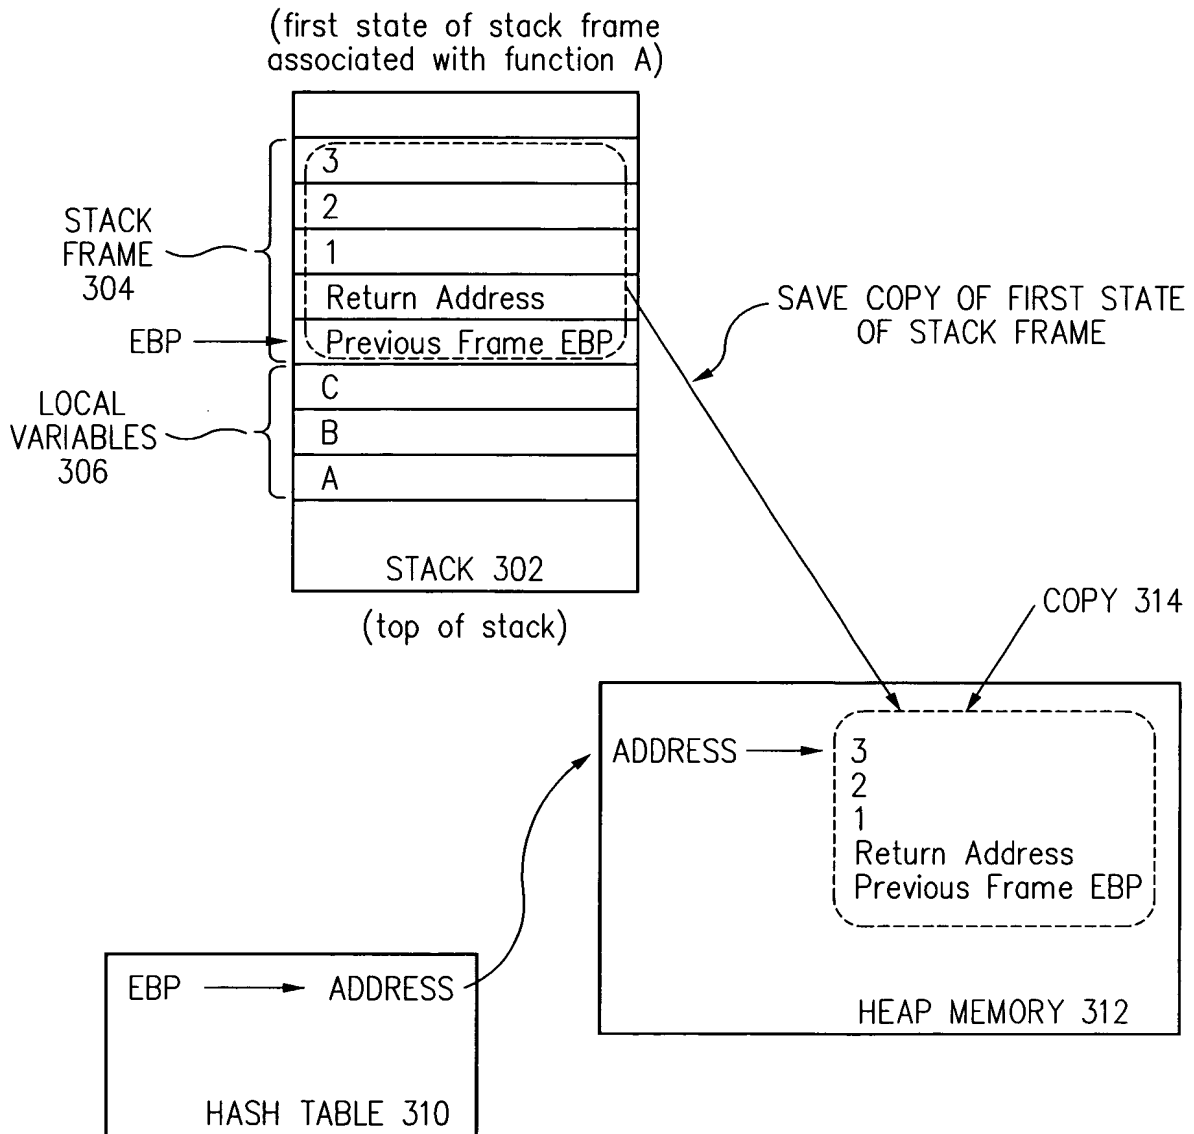 (first state of stack frame
associated with function A)
3
2
1
Return Address
Previous Frame EBP
C
B
A
STACK 302
(top of stack)
STACK
FRAME
304
EBP
LOCAL
VARIABLES
306
SAVE COPY OF FIRST STATE
OF STACK FRAME
COPY 314
ADDRESS
3
2
1
Return Address
Previous Frame EBP
HEAP MEMORY 312
EBP
ADDRESS
HASH TABLE 310